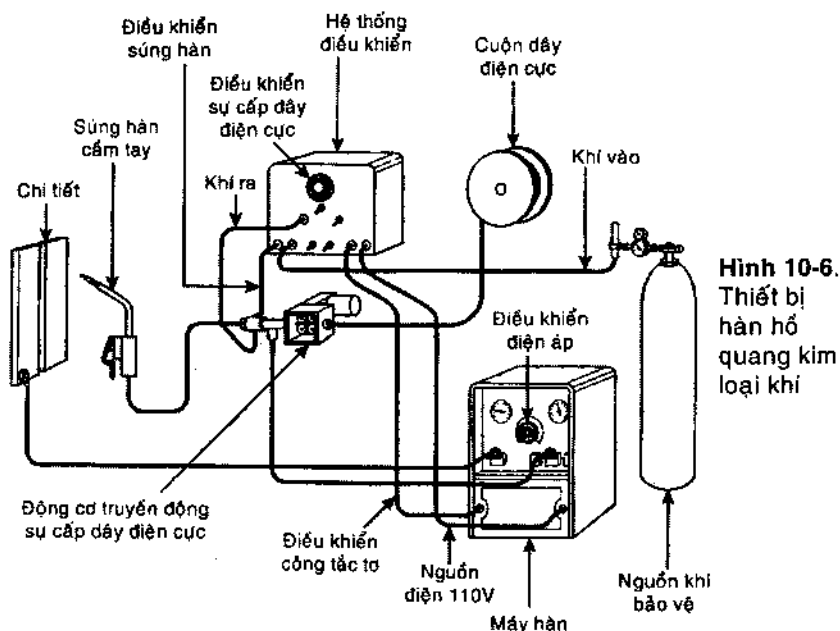 Điều khiển
súng hàn
Hệ thống
điều khiển
Cuộn dây
điện cực
Điều khiển
sự cấp dây
điện cực
Súng hàn
cầm tay
Khí vào
Chi tiết
Khí ra
Hình 10-6.
Thiết bị
hàn hồ
quang kim
loại khí
Điều khiển
điện áp
Động cơ truyền động
sự cấp dây điện cực
Điều khiển
công tắc tơ
Nguồn
điện 110V
Máy hàn
Nguồn khí
bảo vệ